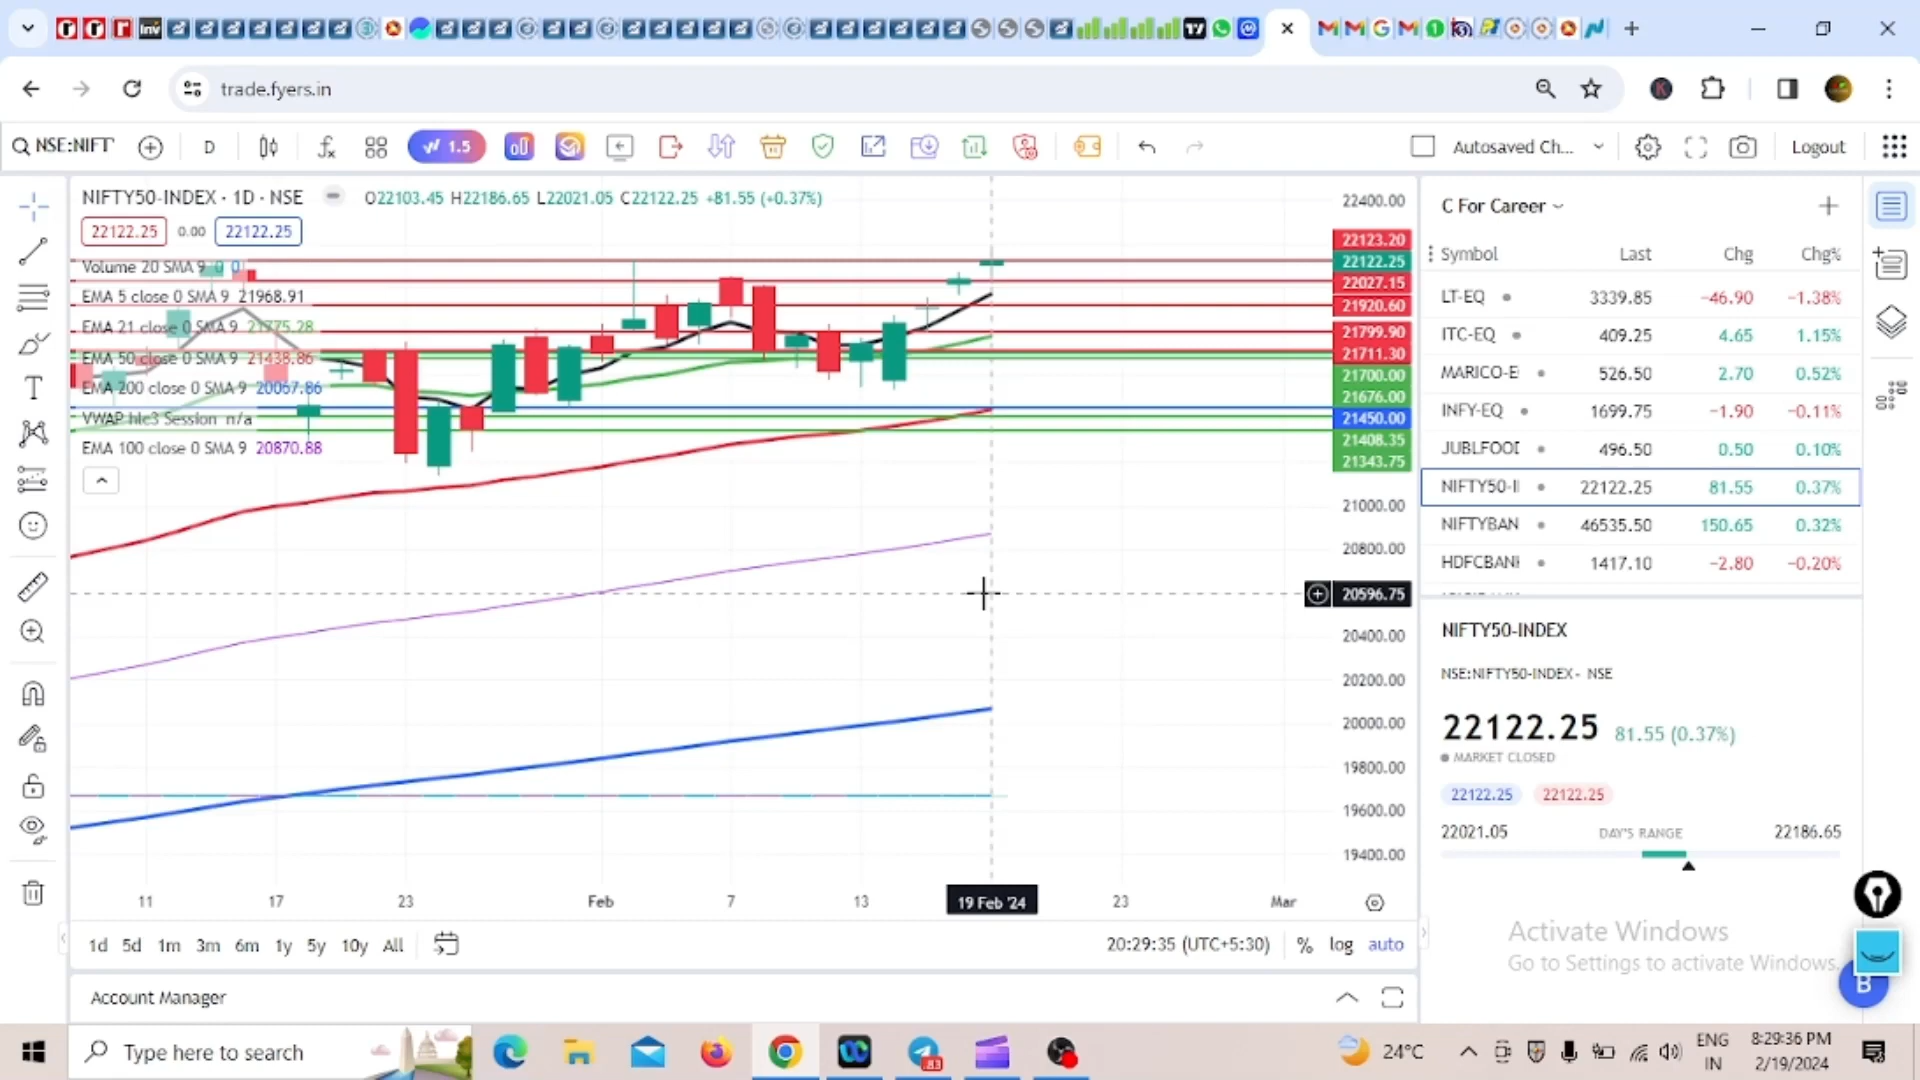 trade.fyers.in
NSE:NIFT
D
1.5
Autosaved Ch...
Logout
NIFTY50-INDEX · 1D · NSE
O22103.45 H22186.65 L22021.05 C22122.25 +81.55 (+0.37%)
22122.25 0.00 22122.25
Volume 20 SMA 9 0 0
EMA 5 close 0 SMA 9 21968.91
EMA 21 close 0 SMA 9 21775.28
EMA 50 close 0 SMA 9 21438.86
EMA 200 close 0 SMA 9 20067.86
VWAP hlc3 Session n/a
EMA 100 close 0 SMA 9 20870.88
22400.00
22123.20
22122.25
22027.15
21920.60
21799.90
21711.30
21700.00
21676.00
21450.00
21408.35
21343.75
21000.00
20800.00
20596.75
20400.00
20200.00
20000.00
19800.00
19600.00
19400.00
11 17 23 Feb 7 13 19 Feb '24 23 Mar
1d 5d 1m 3m 6m 1y 5y 10y All
20:29:35 (UTC+5:30) % log auto
Account Manager
C For Career
Symbol Last Chg Chg%
LT-EQ 3339.85 −46.90 −1.38%
ITC-EQ 409.25 4.65 1.15%
MARICO-E 526.50 2.70 0.52%
INFY-EQ 1699.75 −1.90 −0.11%
JUBLFOOD 496.50 0.50 0.10%
NIFTY50-I 22122.25 81.55 0.37%
NIFTYBAN 46535.50 150.65 0.32%
HDFCBANK 1417.10 −2.80 −0.20%
NIFTY50-INDEX
NSE:NIFTY50-INDEX - NSE
22122.25 81.55 (0.37%)
MARKET CLOSED
22122.25 22122.25
22021.05 DAY'S RANGE 22186.65
Activate Windows
Go to Settings to activate Windows.
B
Type here to search
24°C
ENG
IN
8:29:36 PM
2/19/2024